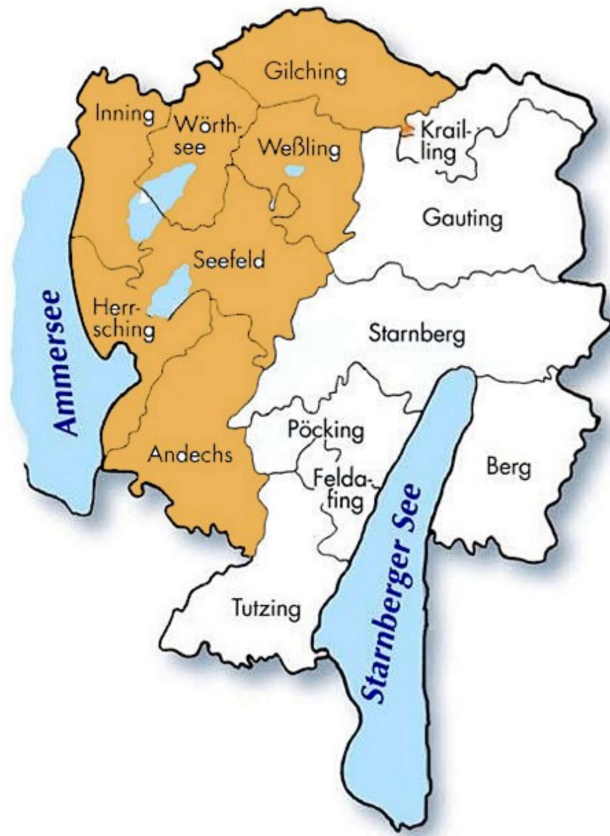 Gilching
Inning
Wörth-
see
Weßling
Krail-
ling
Gauting
Seefeld
Herr-
sching
Starnberg
Ammersee
Andechs
Pöcking
Felda-
fing
Berg
Tutzing
Starnberger See